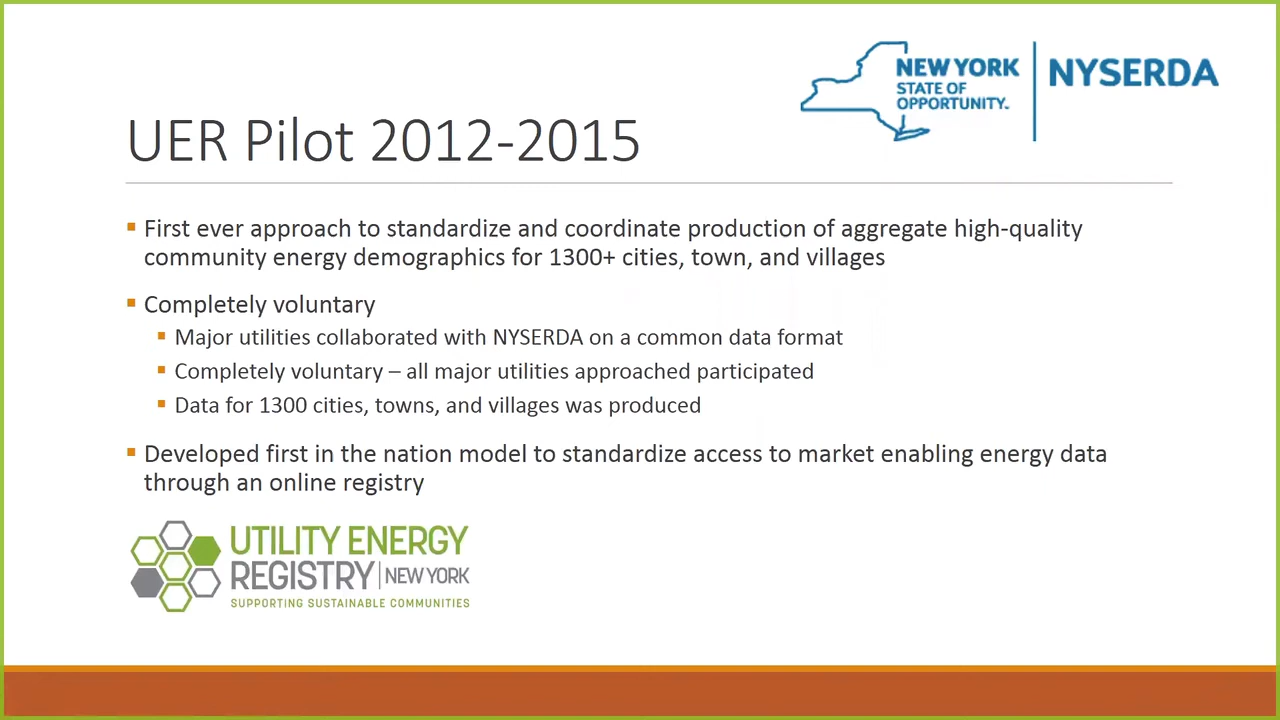 NEW YORK
STATE OF
OPPORTUNITY.
NYSERDA
UER Pilot 2012-2015
First ever approach to standardize and coordinate production of aggregate high-quality
community energy demographics for 1300+ cities, town, and villages
Completely voluntary
Major utilities collaborated with NYSERDA on a common data format
Completely voluntary – all major utilities approached participated
Data for 1300 cities, towns, and villages was produced
Developed first in the nation model to standardize access to market enabling energy data
through an online registry
UTILITY ENERGY
REGISTRY | NEW YORK
SUPPORTING SUSTAINABLE COMMUNITIES